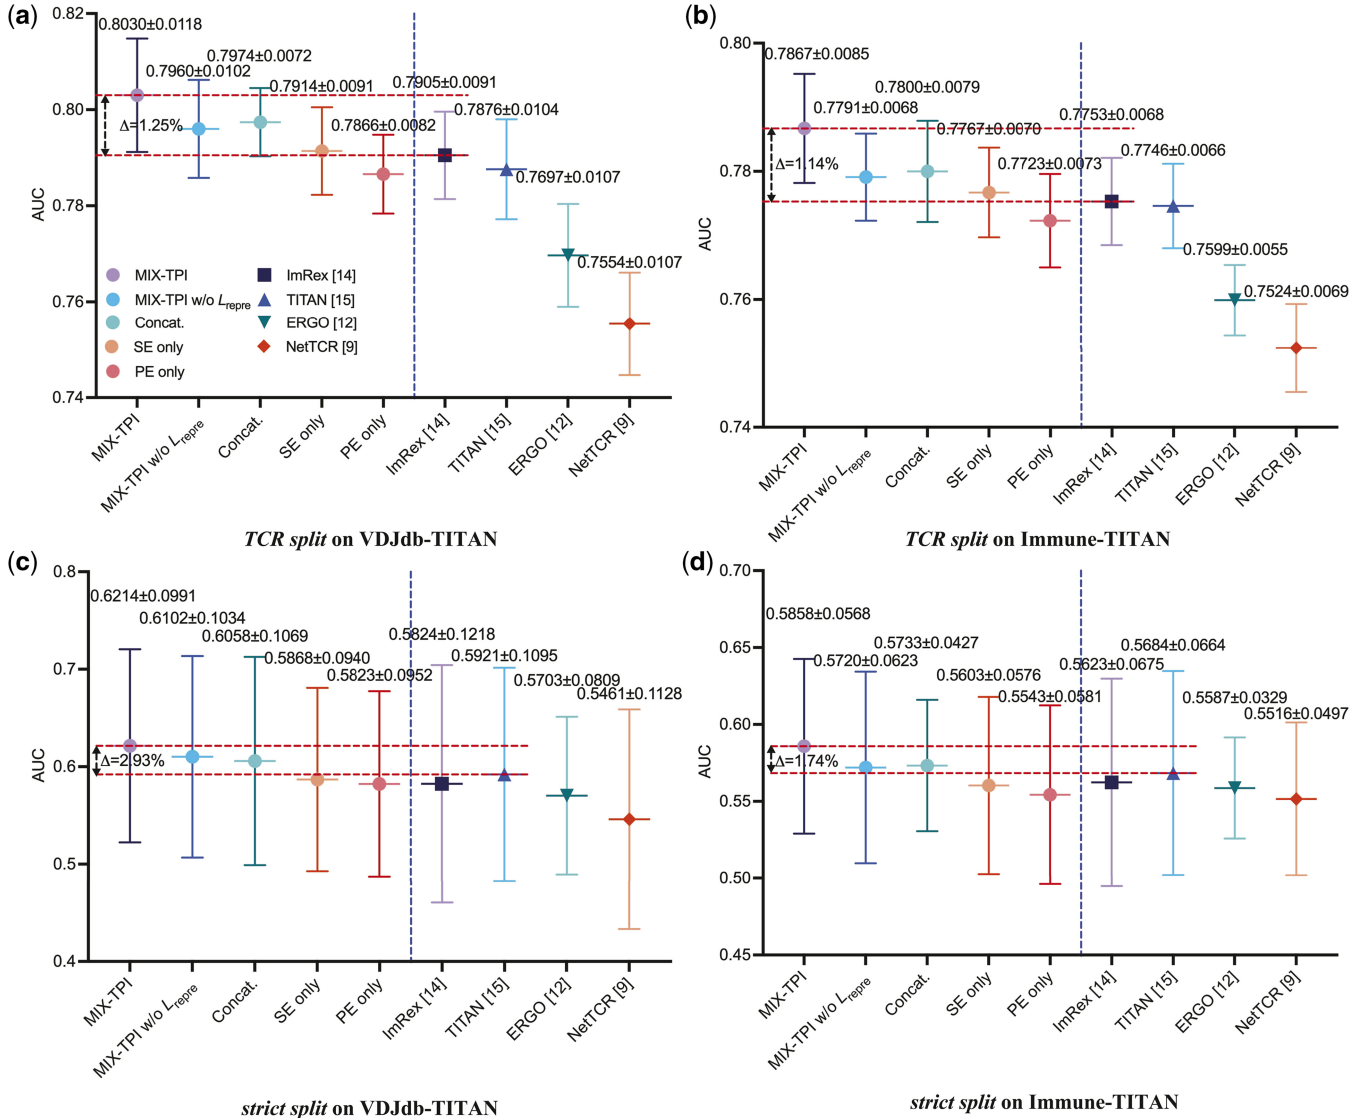 (a)
0.82
0.80
0.78
0.76
0.74
AUC
0.8030±0.0118
0.7960±0.0102
0.7974±0.0072
0.7914±0.0091
0.7866±0.0082
0.7905±0.0091
0.7876±0.0104
0.7697±0.0107
0.7554±0.0107
Δ=1.25%
MIX-TPI
MIX-TPI w/o Lrepre
Concat.
SE only
PE only
ImRex [14]
TITAN [15]
ERGO [12]
NetTCR [9]
MIX-TPI
MIX-TPI w/o Lrepre
Concat.
SE only
PE only
ImRex [14]
TITAN [15]
ERGO [12]
NetTCR [9]
TCR split on VDJdb-TITAN
(b)
0.80
0.78
0.76
0.74
AUC
0.7867±0.0085
0.7791±0.0068
0.7800±0.0079
0.7767±0.0070
0.7723±0.0073
0.7753±0.0068
0.7746±0.0066
0.7599±0.0055
0.7524±0.0069
Δ=1.14%
MIX-TPI
MIX-TPI w/o Lrepre
Concat.
SE only
PE only
ImRex [14]
TITAN [15]
ERGO [12]
NetTCR [9]
TCR split on Immune-TITAN
(c)
0.8
0.7
0.6
0.5
0.4
AUC
0.6214±0.0991
0.6102±0.1034
0.6058±0.1069
0.5868±0.0940
0.5823±0.0952
0.5824±0.1218
0.5921±0.1095
0.5703±0.0809
0.5461±0.1128
Δ=2.93%
MIX-TPI
MIX-TPI w/o Lrepre
Concat.
SE only
PE only
ImRex [14]
TITAN [15]
ERGO [12]
NetTCR [9]
strict split on VDJdb-TITAN
(d)
0.70
0.65
0.60
0.55
0.50
0.45
AUC
0.5858±0.0568
0.5720±0.0623
0.5733±0.0427
0.5603±0.0576
0.5543±0.0581
0.5623±0.0675
0.5684±0.0664
0.5587±0.0329
0.5516±0.0497
Δ=1.74%
MIX-TPI
MIX-TPI w/o Lrepre
Concat.
SE only
PE only
ImRex [14]
TITAN [15]
ERGO [12]
NetTCR [9]
strict split on Immune-TITAN